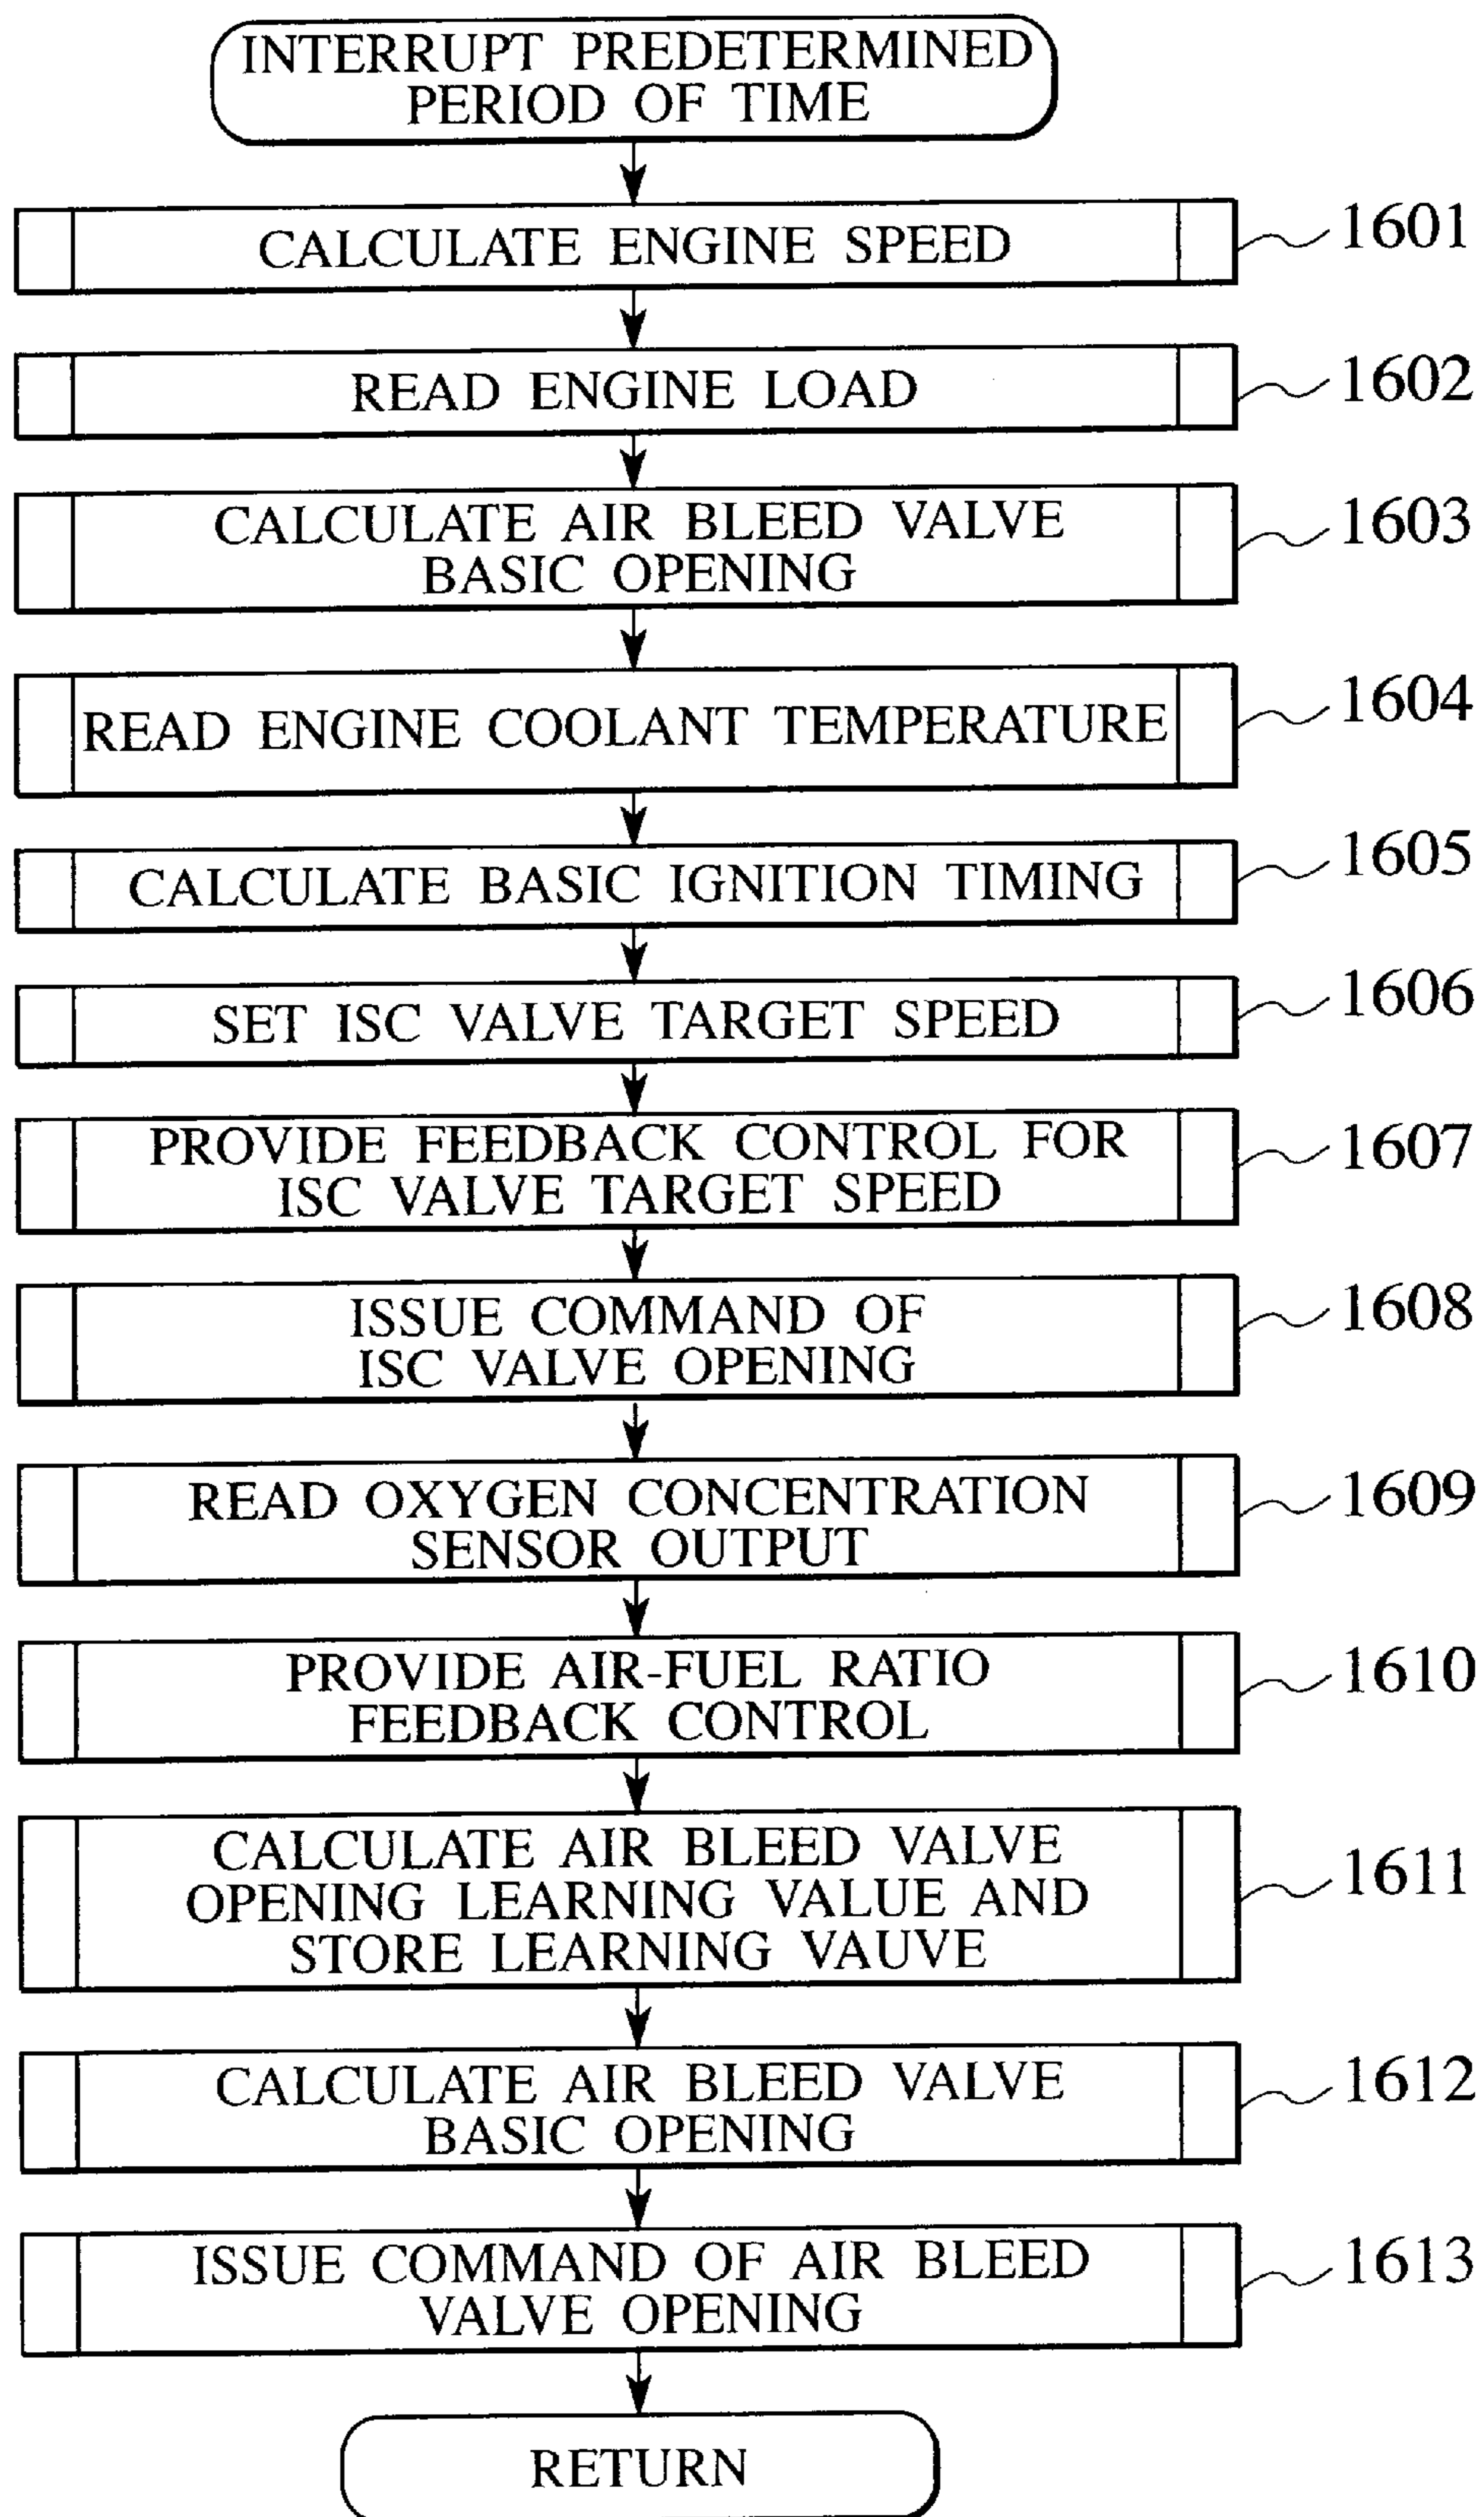 INTERRUPT PREDETERMINED
PERIOD OF TIME
CALCULATE ENGINE SPEED
1601
READ ENGINE LOAD
1602
CALCULATE AIR BLEED VALVE
BASIC OPENING
1603
READ ENGINE COOLANT TEMPERATURE
1604
CALCULATE BASIC IGNITION TIMING
1605
SET ISC VALVE TARGET SPEED
1606
PROVIDE FEEDBACK CONTROL FOR
ISC VALVE TARGET SPEED
1607
ISSUE COMMAND OF
ISC VALVE OPENING
1608
READ OXYGEN CONCENTRATION
SENSOR OUTPUT
1609
PROVIDE AIR-FUEL RATIO
FEEDBACK CONTROL
1610
CALCULATE AIR BLEED VALVE
OPENING LEARNING VALUE AND
STORE LEARNING VAUVE
1611
CALCULATE AIR BLEED VALVE
BASIC OPENING
1612
ISSUE COMMAND OF AIR BLEED
VALVE OPENING
1613
RETURN